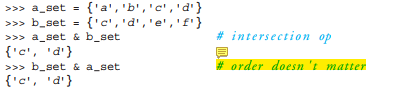 >>> a_set = {'a','b','c','d'}
>>> b_set = {'c','d','e','f'}
>>> a_set & b_set # intersection op
{'c', 'd'}
>>> b_set & a_set # order doesn't matter
{'c', 'd'}